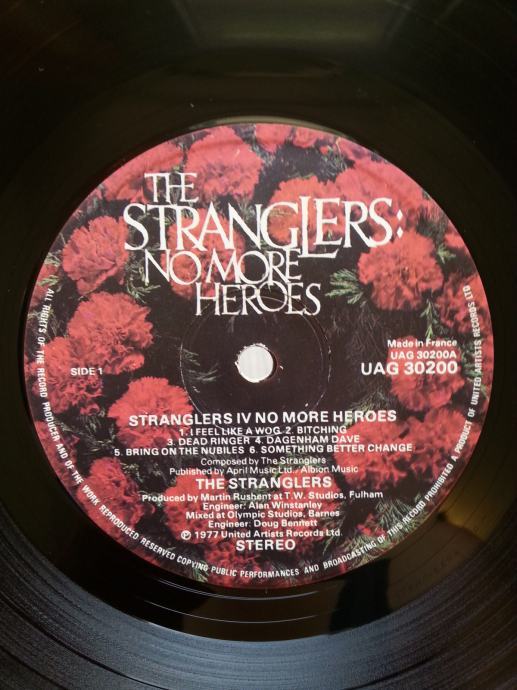 THE
STRANGLERS:
NO MORE
HEROES
Made in France
UAG 30200A
SIDE 1
UAG 30200
STRANGLERS IV NO MORE HEROES
1. I FEEL LIKE A WOG 2. BITCHING
3. DEAD RINGER 4. DAGENHAM DAVE
5. BRING ON THE NUBILES 6. SOMETHING BETTER CHANGE
Composed by The Stranglers
Published by April Music Ltd./Albion Music
THE STRANGLERS
Produced by Martin Rushent at T.W. Studios, Fulham
Engineer: Alan Winstanley
Mixed at Olympic Studios, Barnes
Engineer: Doug Bennett
℗ 1977 United Artists Records Ltd.
STEREO
ALL RIGHTS OF THE RECORD PRODUCER AND OF THE WORK REPRODUCED RESERVED COPYING PUBLIC PERFORMANCES AND BROADCASTING OF THIS RECORD PROHIBITED A PRODUCT OF UNITED ARTISTS RECORDS LTD